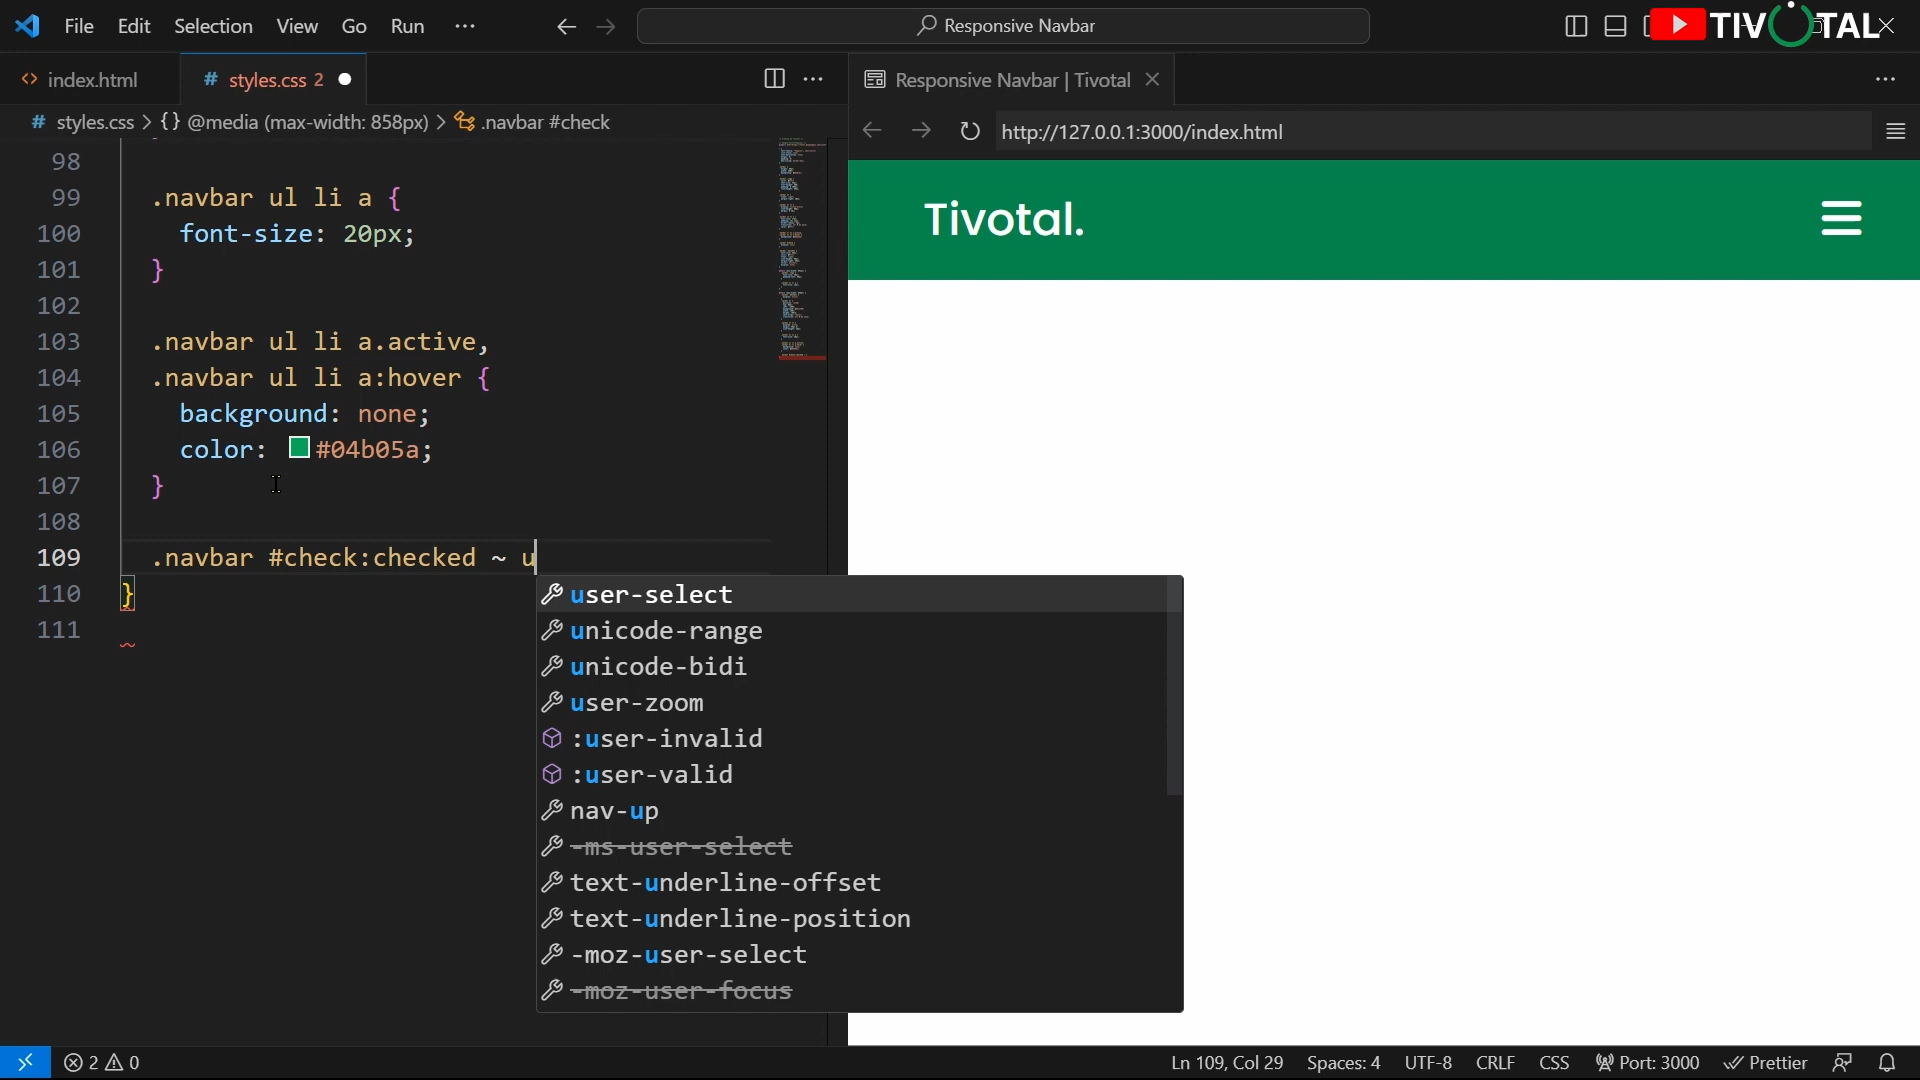 File Edit Selection View Go Run ···
Responsive Navbar
TIVOTAL
index.html
# styles.css 2
Responsive Navbar | Tivotal
# styles.css > {} @media (max-width: 858px) > .navbar #check
http://127.0.0.1:3000/index.html
98
99 .navbar ul li a {
100 font-size: 20px;
101 }
102
103 .navbar ul li a.active,
104 .navbar ul li a:hover {
105 background: none;
106 color: #04b05a;
107 }
108
109 .navbar #check:checked ~ u
110 }
111
user-select
unicode-range
unicode-bidi
user-zoom
:user-invalid
:user-valid
nav-up
-ms-user-select
text-underline-offset
text-underline-position
-moz-user-select
-moz-user-focus
Tivotal.
2 0
Ln 109, Col 29 Spaces: 4 UTF-8 CRLF CSS Port: 3000 Prettier